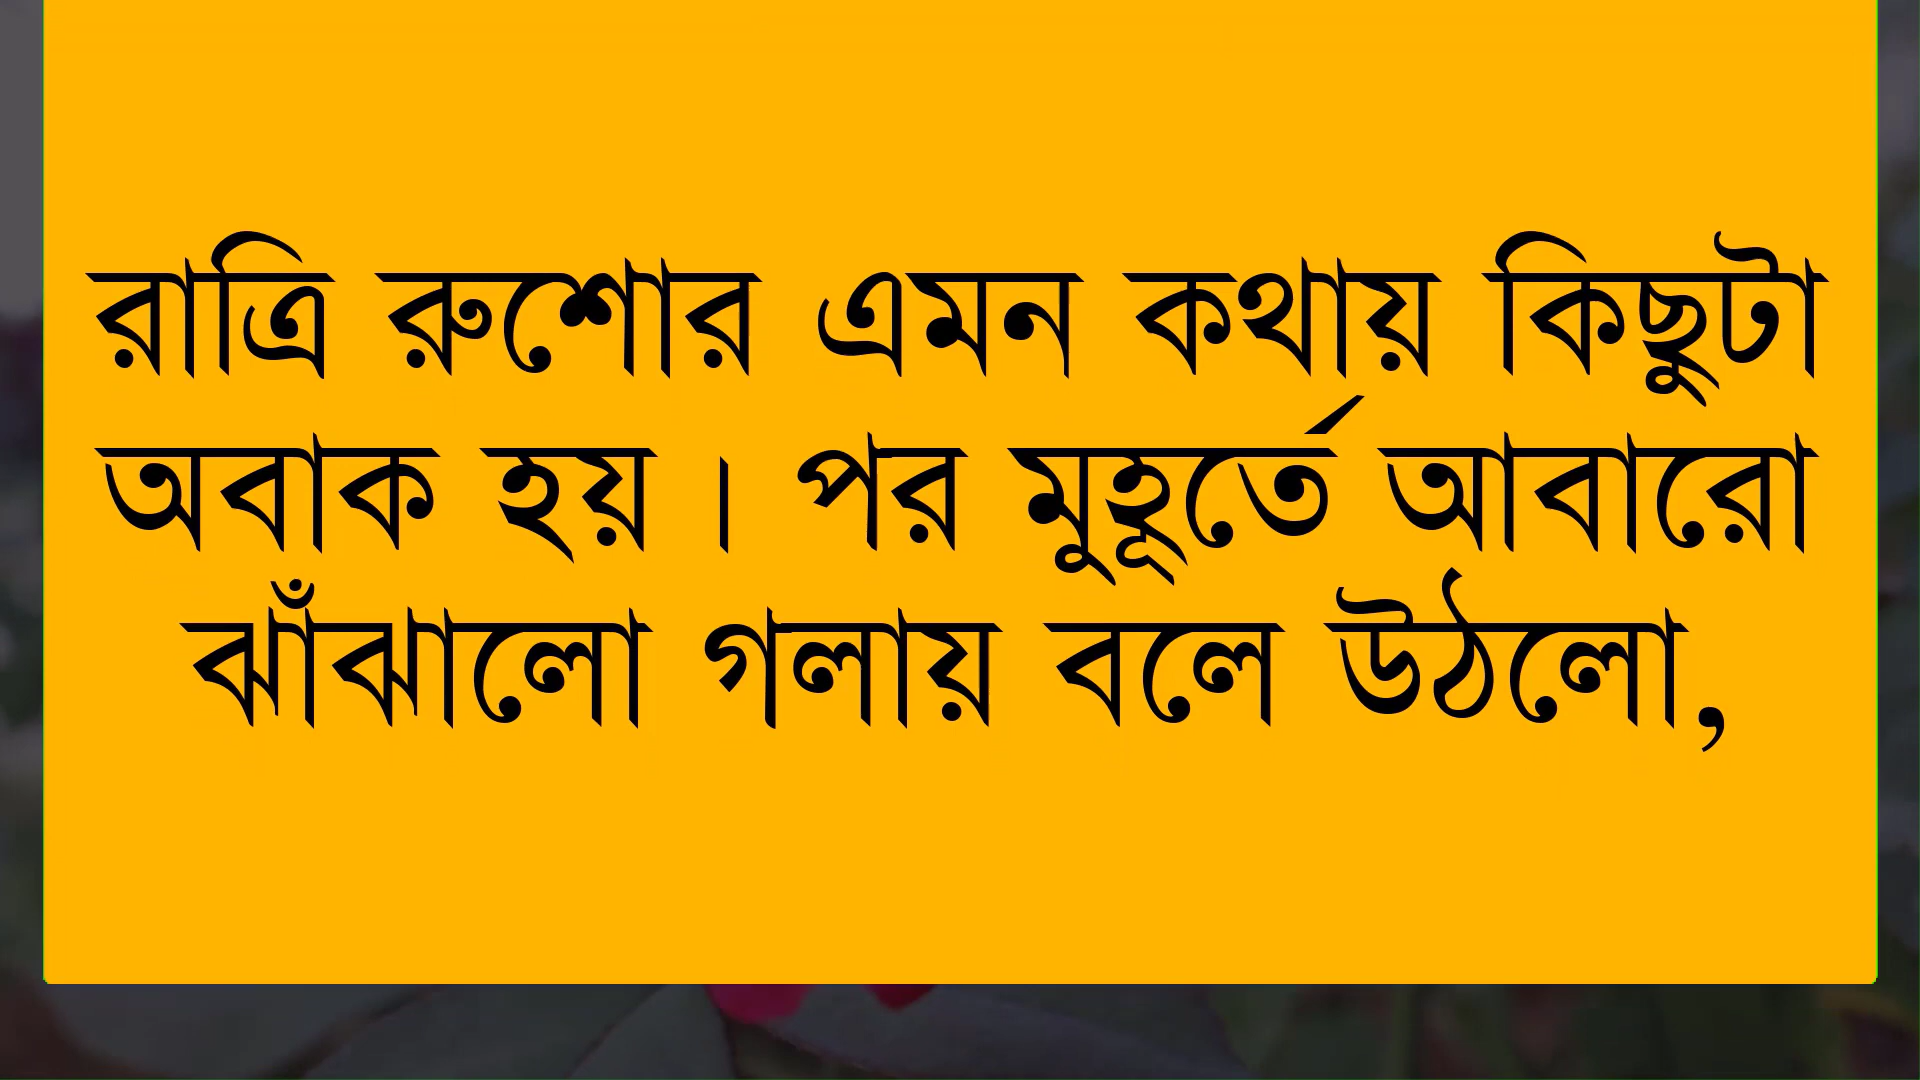 রাত্রি রুশোর এমন কথায় কিছুটা
অবাক হয়। পর মুহূর্তে আবারো
ঝাঁঝালো গলায় বলে উঠলো,